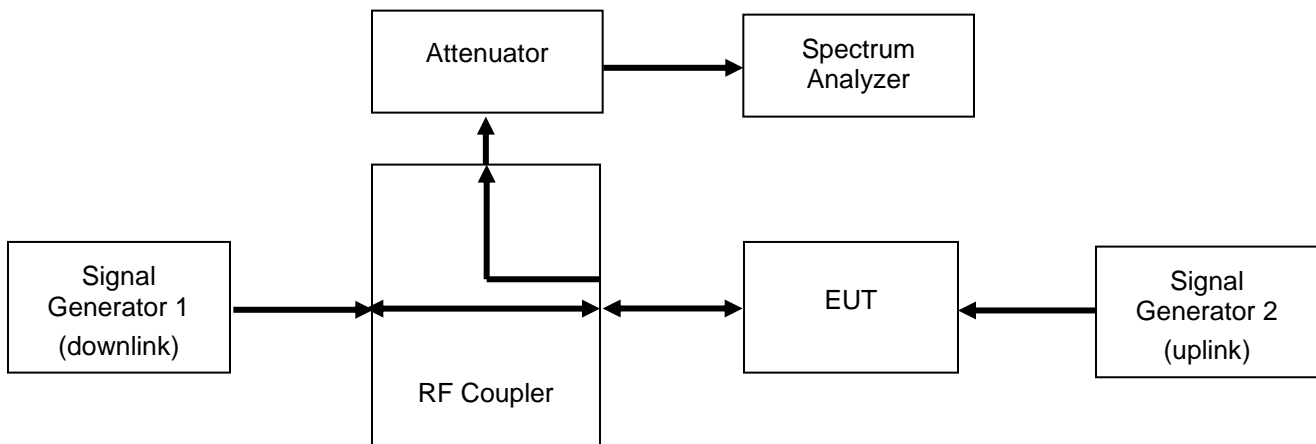 Attenuator
Spectrum
Analyzer
Signal
Generator 1
(downlink)
RF Coupler
EUT
Signal
Generator 2
(uplink)